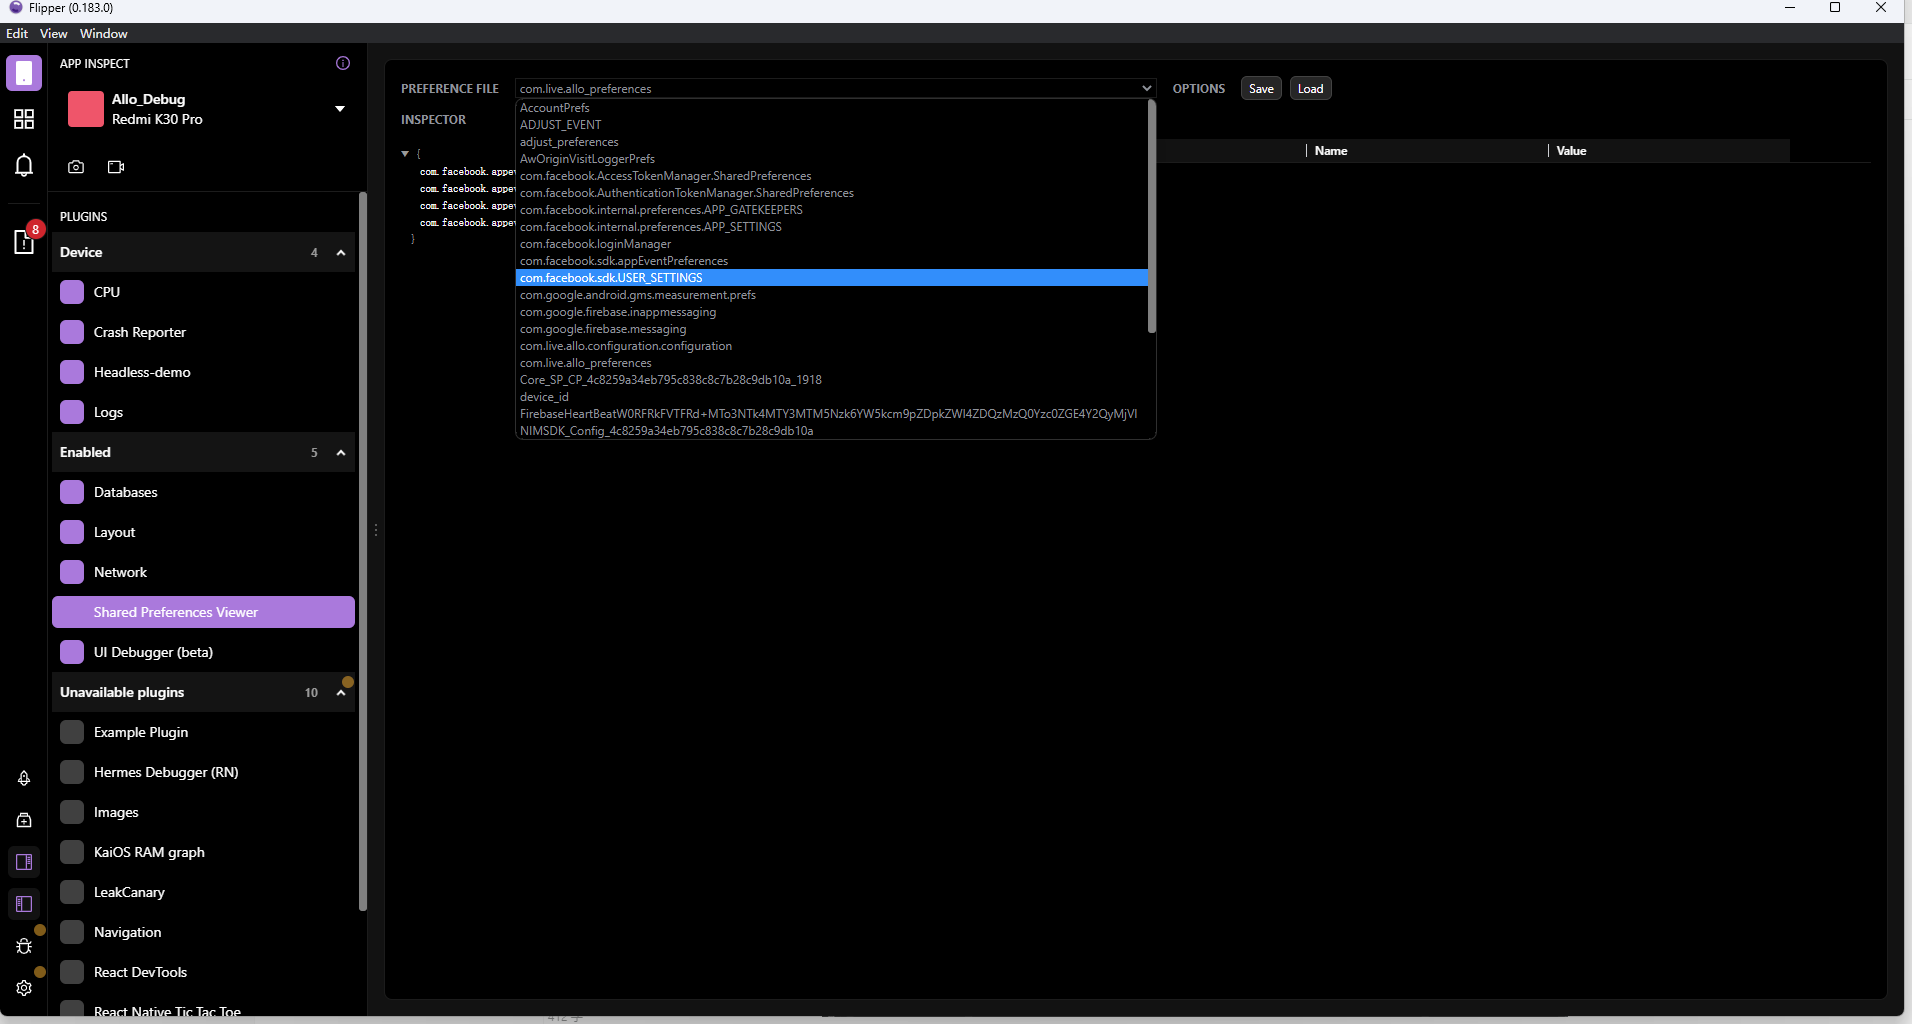 Flipper (0.183.0)
Edit View Window
APP INSPECT
Allo_Debug
Redmi K30 Pro
8
PLUGINS
Device 4
CPU
Crash Reporter
Headless-demo
Logs
Enabled 5
Databases
Layout
Network
Shared Preferences Viewer
UI Debugger (beta)
Unavailable plugins 10
Example Plugin
Hermes Debugger (RN)
Images
KaiOS RAM graph
LeakCanary
Navigation
React DevTools
React Native Tic Tac Toe
PREFERENCE FILE com.live.allo_preferences OPTIONS Save Load
INSPECTOR
Name Value
{
com.facebook.appev
com.facebook.appev
com.facebook.appev
com.facebook.appev
}
AccountPrefs
ADJUST_EVENT
adjust_preferences
AwOriginVisitLoggerPrefs
com.facebook.AccessTokenManager.SharedPreferences
com.facebook.AuthenticationTokenManager.SharedPreferences
com.facebook.internal.preferences.APP_GATEKEEPERS
com.facebook.internal.preferences.APP_SETTINGS
com.facebook.loginManager
com.facebook.sdk.appEventPreferences
com.facebook.sdk.USER_SETTINGS
com.google.android.gms.measurement.prefs
com.google.firebase.inappmessaging
com.google.firebase.messaging
com.live.allo.configuration.configuration
com.live.allo_preferences
Core_SP_CP_4c8259a34eb795c838c8c7b28c9db10a_1918
device_id
FirebaseHeartBeatW0RFRkFVTFRd+MTo3NTk4MTY3MTM5Nzk6YW5kcm9pZDpkZWI4ZDQzMzQ0Yzc0ZGE4Y2QyMjVl
NIMSDK_Config_4c8259a34eb795c838c8c7b28c9db10a